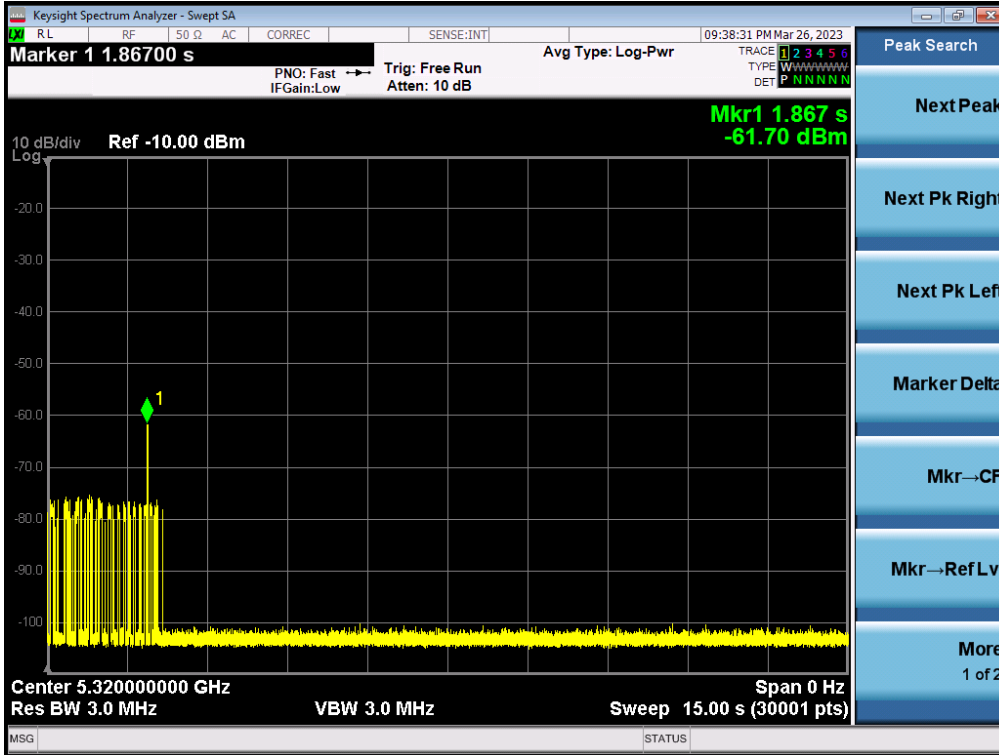 Keysight Spectrum Analyzer - Swept SA
LXI RL RF 50 Ω AC CORREC SENSE:INT 09:38:31 PM Mar 26, 2023
Marker 1 1.86700 s
PNO: Fast
IFGain:Low
Trig: Free Run
Atten: 10 dB
Avg Type: Log-Pwr
TRACE 1 2 3 4 5 6
TYPE WWWWWW
DET P N N N N N
Mkr1 1.867 s
-61.70 dBm
10 dB/div Ref -10.00 dBm
Log
-20.0
-30.0
-40.0
-50.0
1
-60.0
-70.0
-80.0
-90.0
-100
Center 5.320000000 GHz Span 0 Hz
Res BW 3.0 MHz VBW 3.0 MHz Sweep 15.00 s (30001 pts)
MSG STATUS
Peak Search
Next Peak
Next Pk Right
Next Pk Left
Marker Delta
Mkr→CF
Mkr→Ref Lv
More
1 of 2